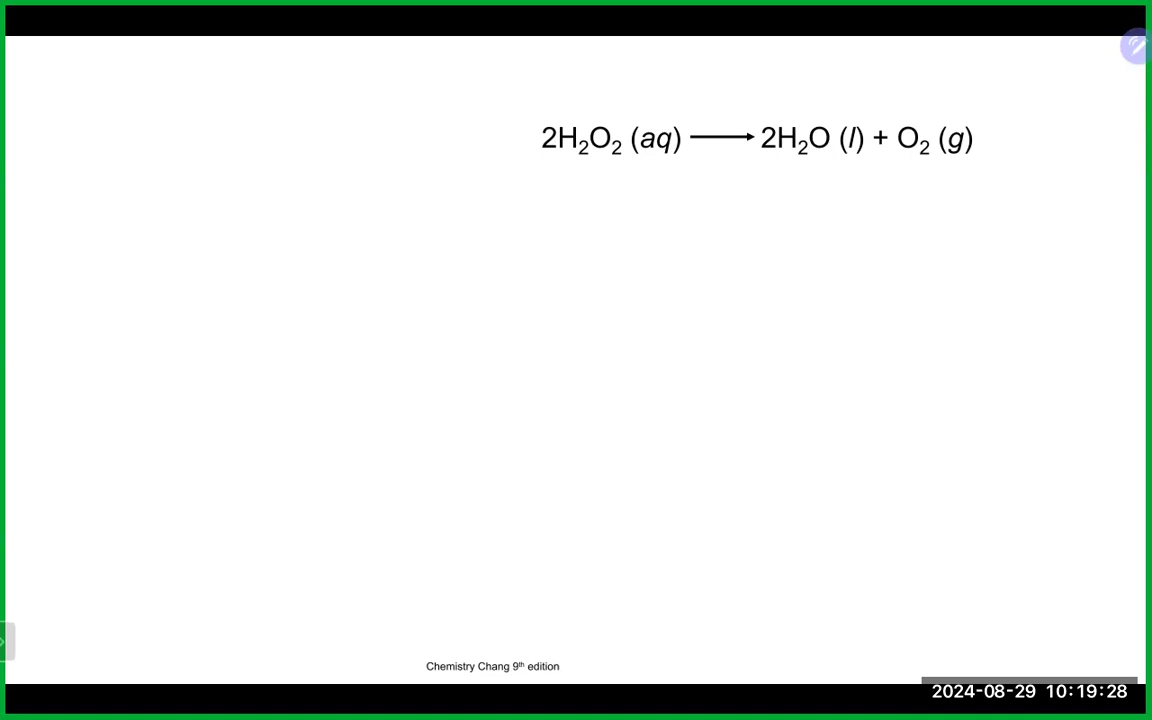 2H₂O₂ (aq) ⟶ 2H₂O (l) + O₂ (g)
Chemistry Chang 9ᵗʰ edition
2024-08-29 10:19:28